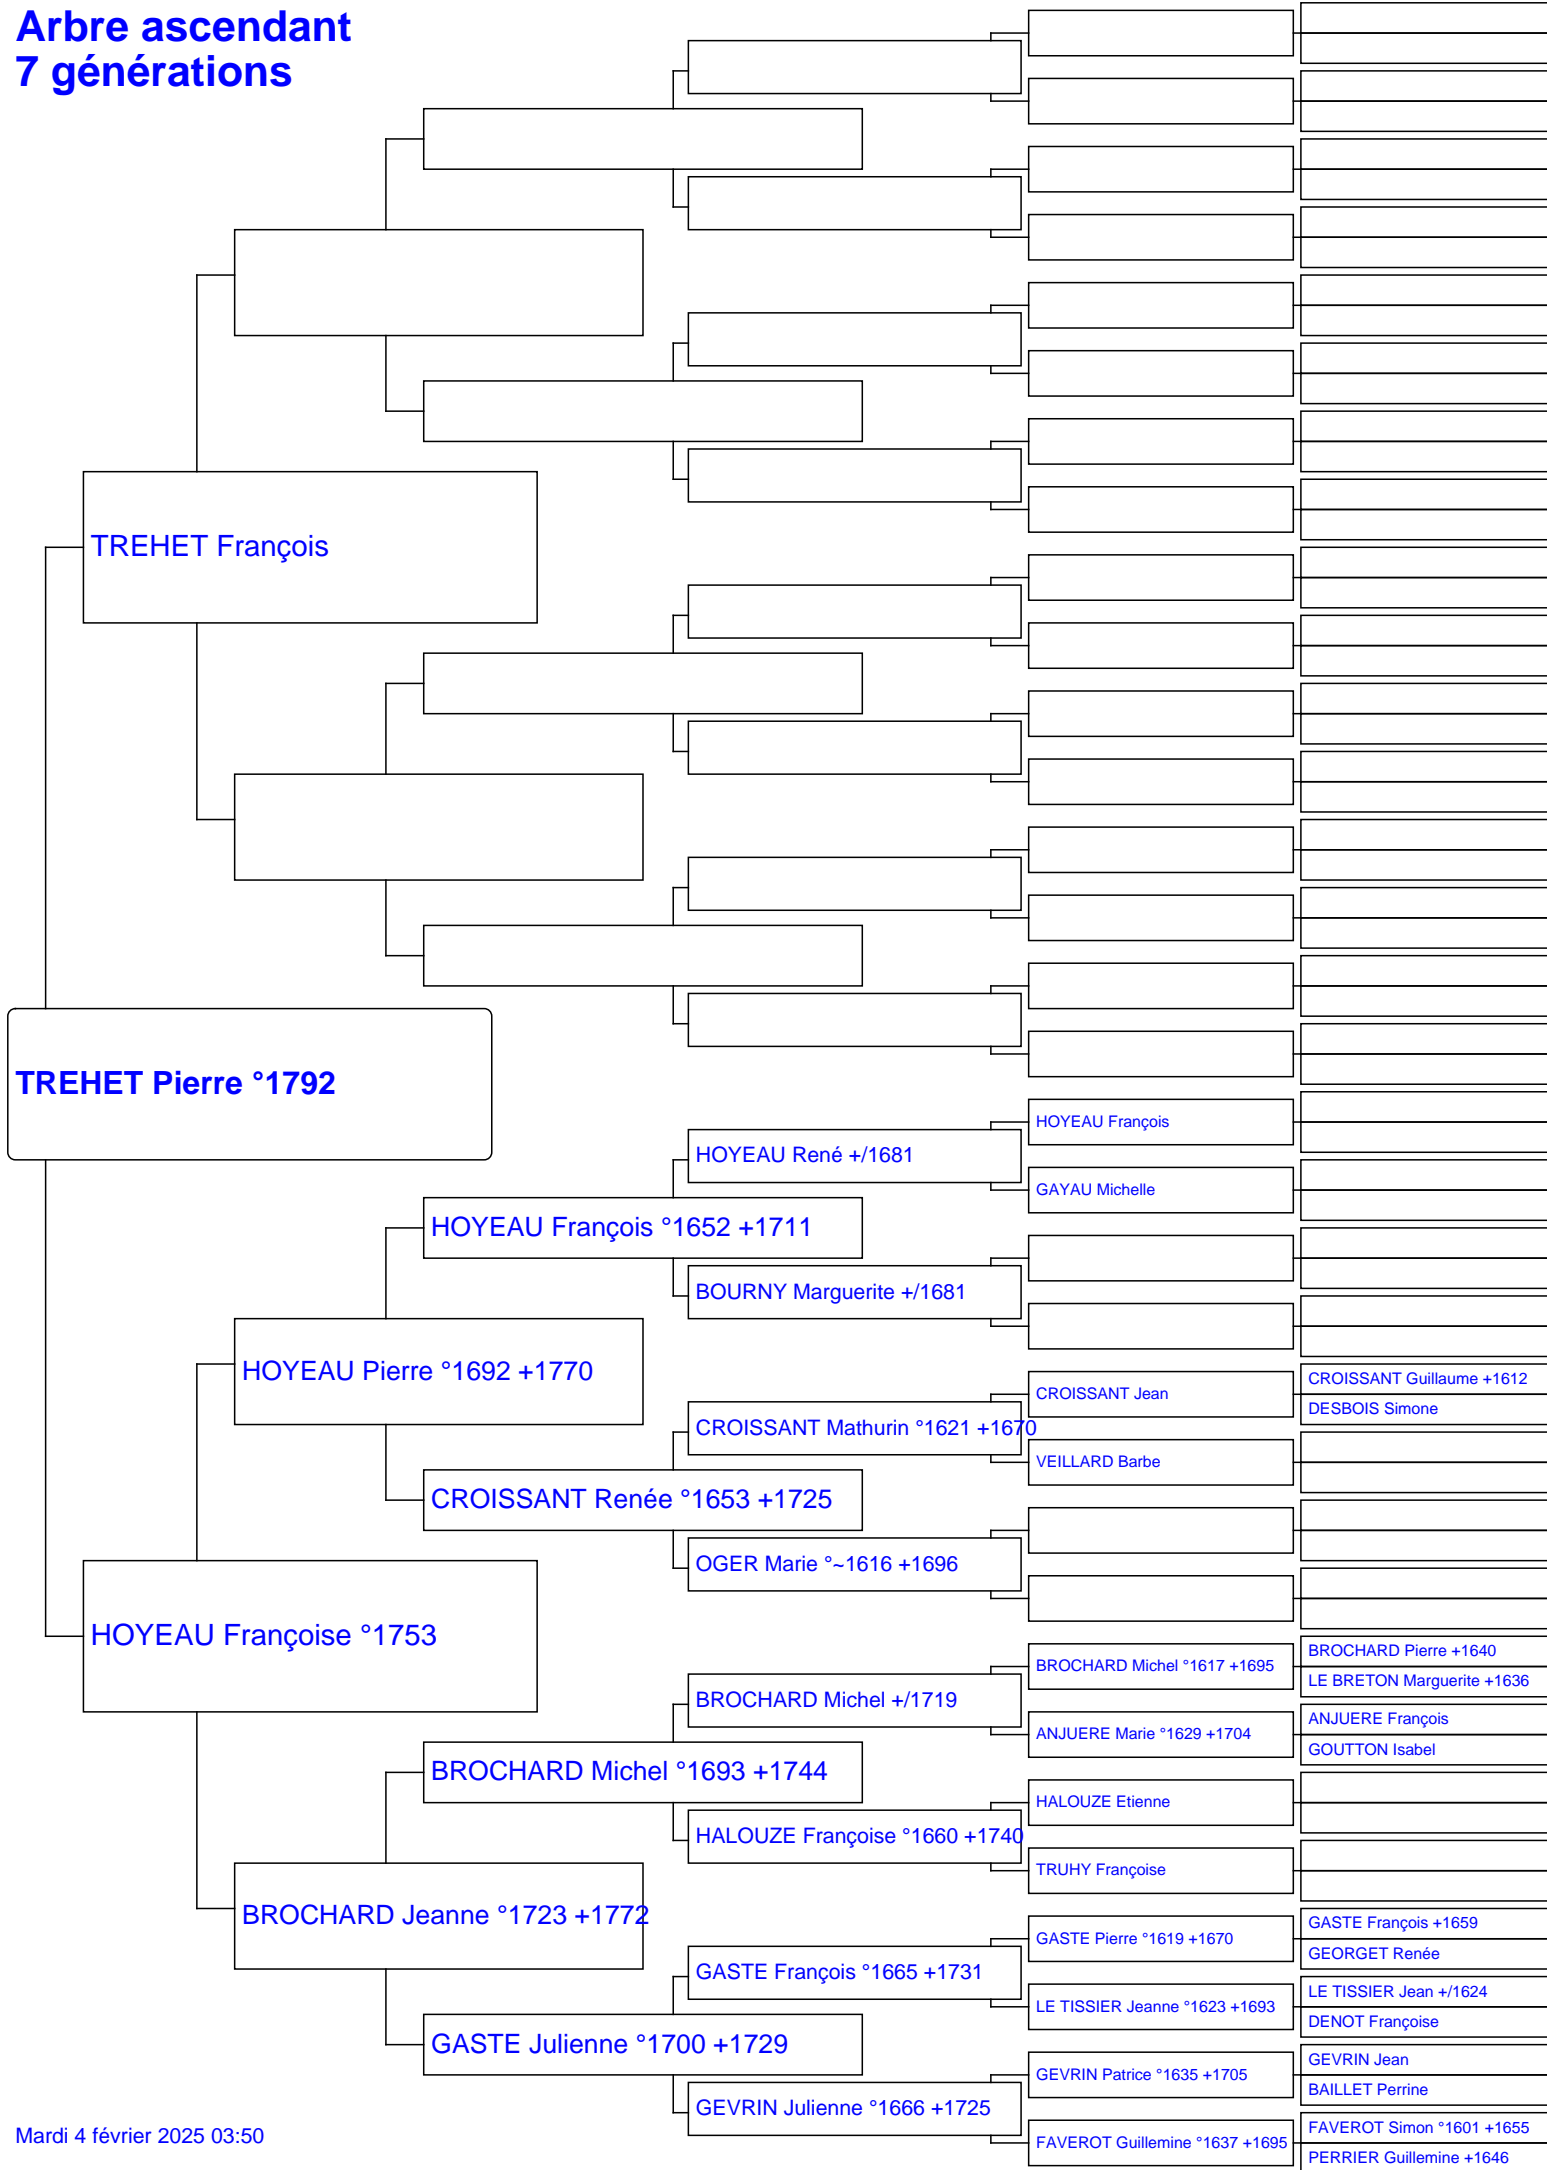 Arbre ascendant
7 générations
TREHET François
TREHET Pierre °1792
HOYEAU François
HOYEAU René +/1681
GAYAU Michelle
HOYEAU François °1652 +1711
BOURNY Marguerite +/1681
HOYEAU Pierre °1692 +1770
CROISSANT Guillaume +1612
CROISSANT Jean
DESBOIS Simone
CROISSANT Mathurin °1621 +1670
VEILLARD Barbe
CROISSANT Renée °1653 +1725
OGER Marie °~1616 +1696
HOYEAU Françoise °1753
BROCHARD Pierre +1640
BROCHARD Michel °1617 +1695
LE BRETON Marguerite +1636
BROCHARD Michel +/1719
ANJUERE François
ANJUERE Marie °1629 +1704
GOUTTON Isabel
BROCHARD Michel °1693 +1744
HALOUZE Etienne
HALOUZE Françoise °1660 +1740
TRUHY Françoise
BROCHARD Jeanne °1723 +1772
GASTE François +1659
GASTE Pierre °1619 +1670
GEORGET Renée
GASTE François °1665 +1731
LE TISSIER Jean +/1624
LE TISSIER Jeanne °1623 +1693
DENOT Françoise
GASTE Julienne °1700 +1729
GEVRIN Jean
GEVRIN Patrice °1635 +1705
BAILLET Perrine
GEVRIN Julienne °1666 +1725
FAVEROT Simon °1601 +1655
FAVEROT Guillemine °1637 +1695
PERRIER Guillemine +1646
Mardi 4 février 2025 03:50